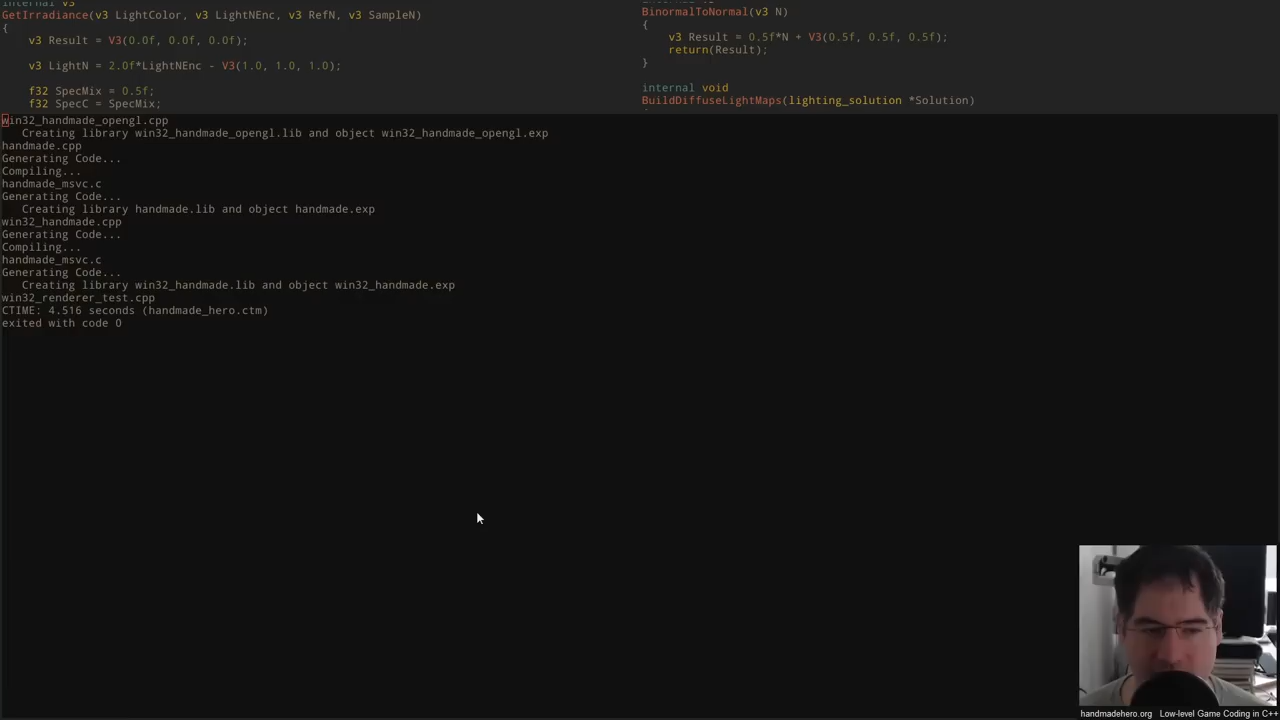 internal v3
GetIrradiance(v3 LightColor, v3 LightNEnc, v3 RefN, v3 SampleN)
{
v3 Result = V3(0.0f, 0.0f, 0.0f);
v3 LightN = 2.0f*LightNEnc - V3(1.0, 1.0, 1.0);
f32 SpecMix = 0.5f;
f32 SpecC = SpecMix;
BinormalToNormal(v3 N)
{
v3 Result = 0.5f*N + V3(0.5f, 0.5f, 0.5f);
return(Result);
}
internal void
BuildDiffuseLightMaps(lighting_solution *Solution)
win32_handmade_opengl.cpp
Creating library win32_handmade_opengl.lib and object win32_handmade_opengl.exp
handmade.cpp
Generating Code...
Compiling...
handmade_msvc.c
Generating Code...
Creating library handmade.lib and object handmade.exp
win32_handmade.cpp
Generating Code...
Compiling...
handmade_msvc.c
Generating Code...
Creating library win32_handmade.lib and object win32_handmade.exp
win32_renderer_test.cpp
CTIME: 4.516 seconds (handmade_hero.ctm)
exited with code 0
handmadehero.org Low-level Game Coding in C++